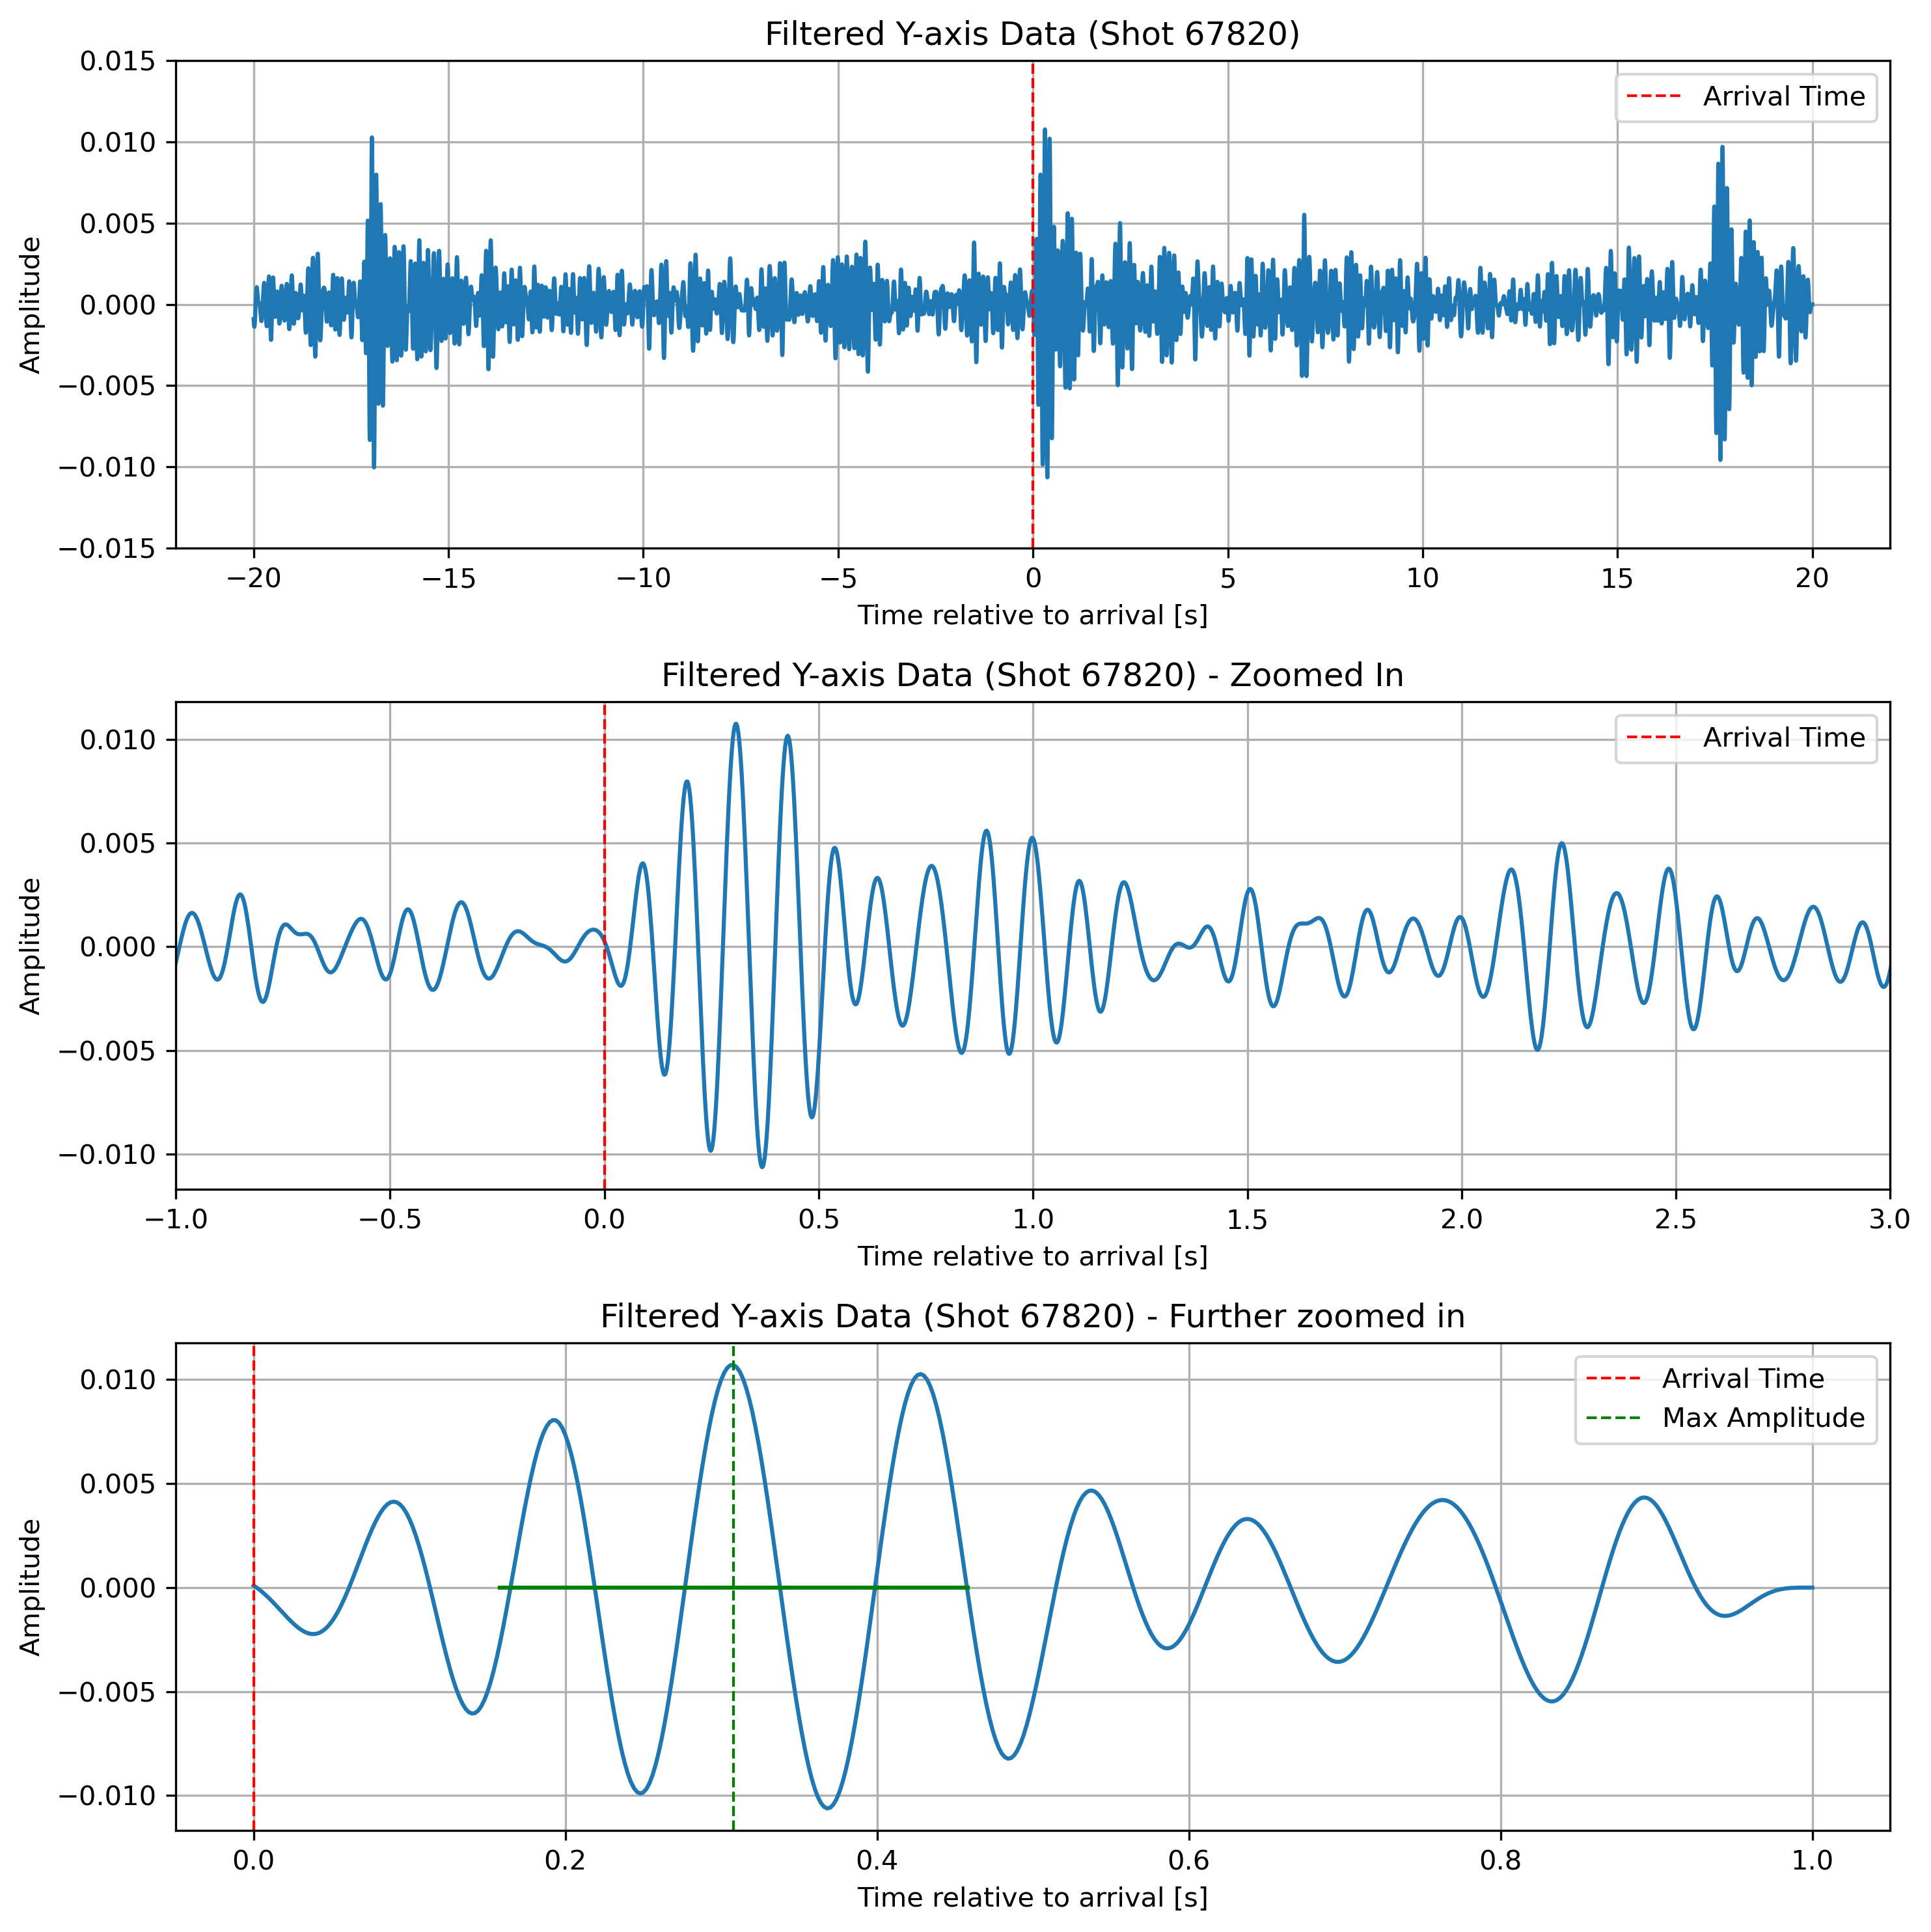 Filtered Y-axis Data (Shot 67820)
0.015
0.010
0.005
0.000
−0.005
−0.010
−0.015
Amplitude
Arrival Time
−20 −15 −10 −5 0 5 10 15 20
Time relative to arrival [s]
Filtered Y-axis Data (Shot 67820) - Zoomed In
0.010
0.005
0.000
−0.005
−0.010
Amplitude
Arrival Time
−1.0 −0.5 0.0 0.5 1.0 1.5 2.0 2.5 3.0
Time relative to arrival [s]
Filtered Y-axis Data (Shot 67820) - Further zoomed in
0.010
0.005
0.000
−0.005
−0.010
Amplitude
Arrival Time
Max Amplitude
0.0 0.2 0.4 0.6 0.8 1.0
Time relative to arrival [s]